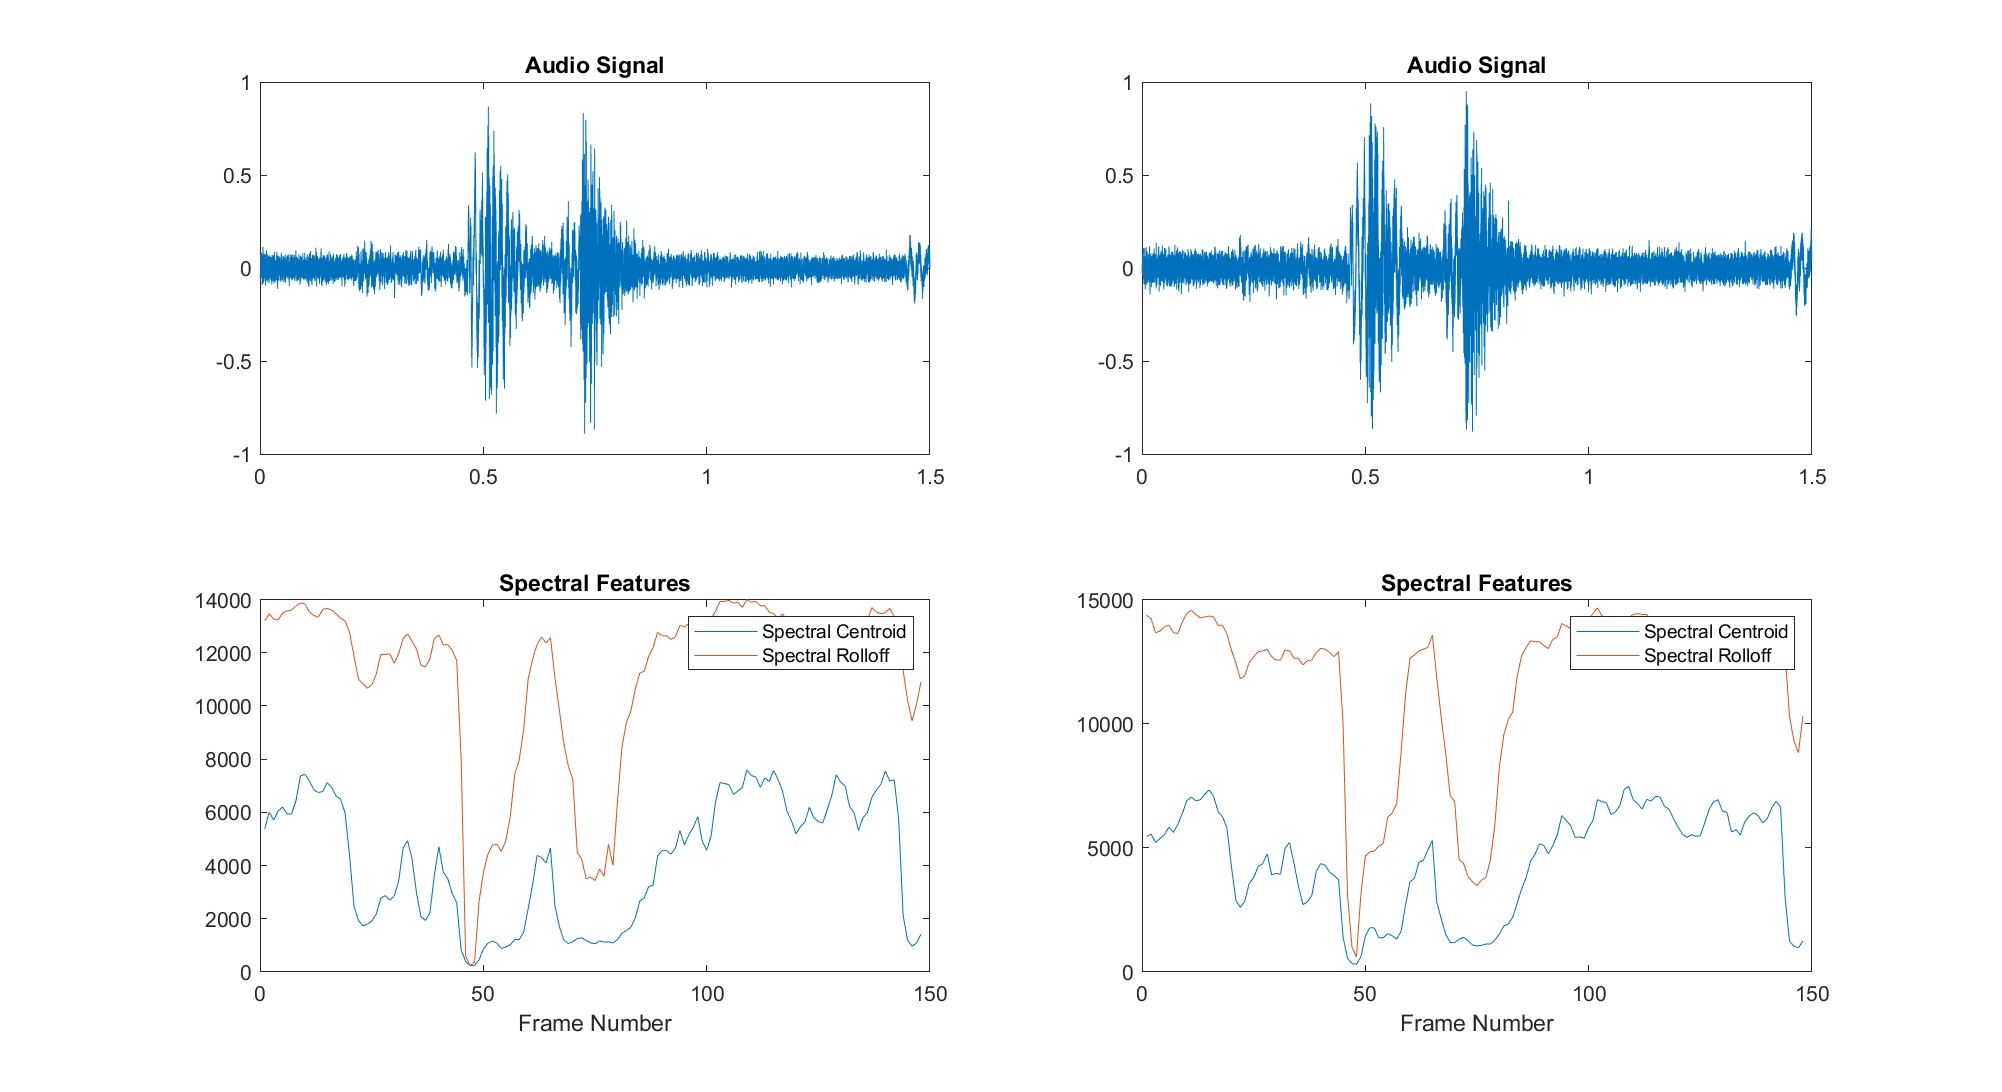 Audio Signal
1
0.5
0
-0.5
-1
0 0.5 1 1.5
Audio Signal
1
0.5
0
-0.5
-1
0 0.5 1 1.5
Spectral Features
14000
12000
10000
8000
6000
4000
2000
0
Spectral Centroid
Spectral Rolloff
0 50 100 150
Frame Number
Spectral Features
15000
10000
5000
0
Spectral Centroid
Spectral Rolloff
0 50 100 150
Frame Number